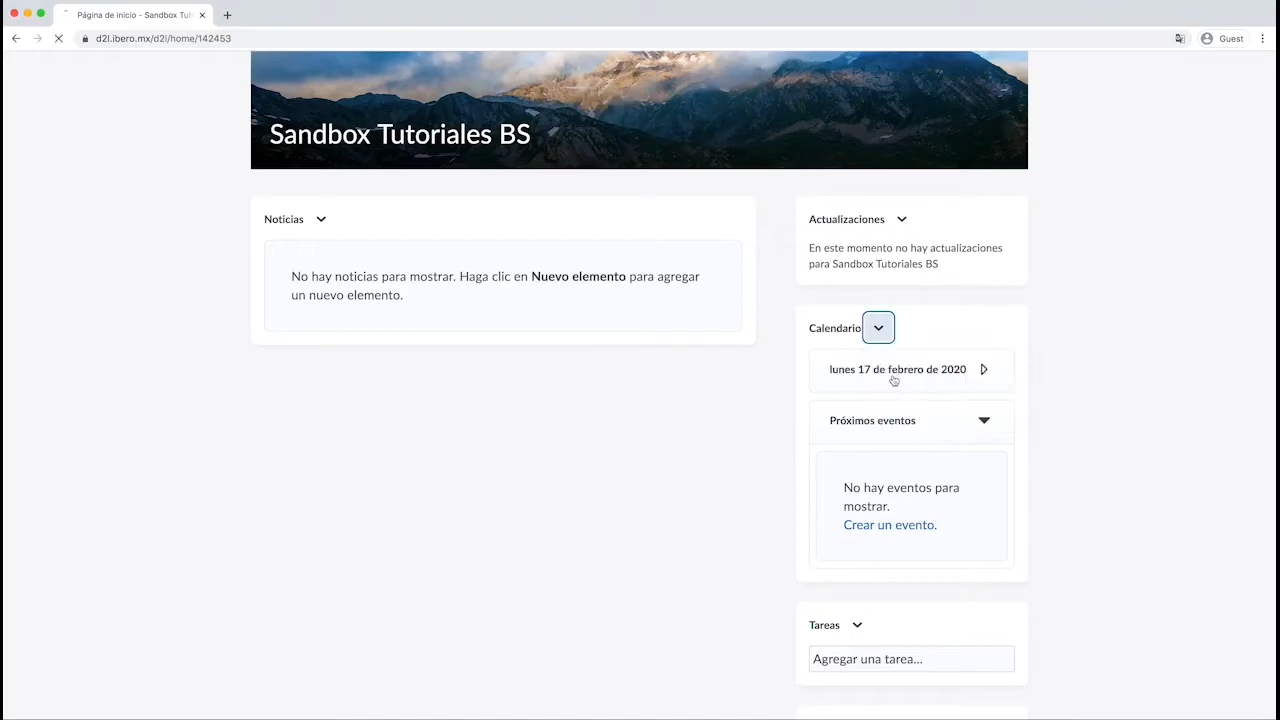 Página de inicio - Sandbox Tut
d2l.ibero.mx/d2l/home/142453
Guest
Sandbox Tutoriales BS
Noticias
No hay noticias para mostrar. Haga clic en Nuevo elemento para agregar
un nuevo elemento.
Actualizaciones
En este momento no hay actualizaciones
para Sandbox Tutoriales BS
Calendario
lunes 17 de febrero de 2020
Próximos eventos
No hay eventos para
mostrar.
Crear un evento.
Tareas
Agregar una tarea...